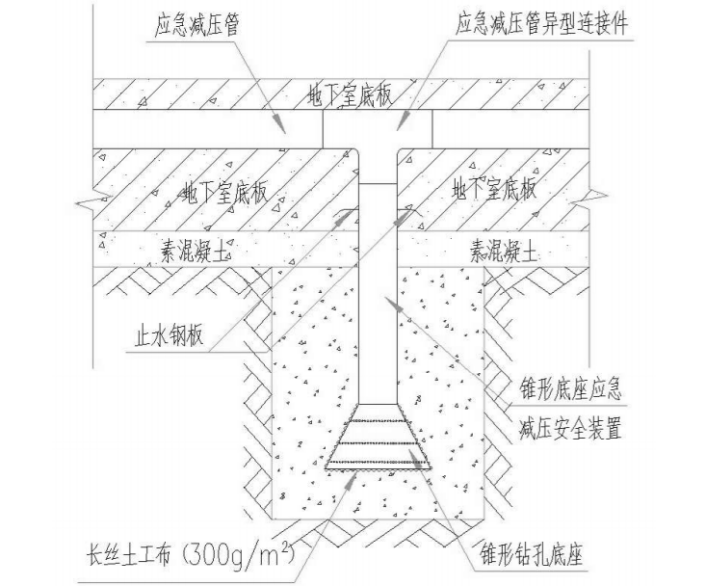 应急减压管
应急减压管异型连接件
地下室底板
地下室底板
地下室底板
素混凝土
素混凝土
止水钢板
锥形底座应急
减压安全装置
长丝土工布 (300g/m²)
锥形钻孔底座